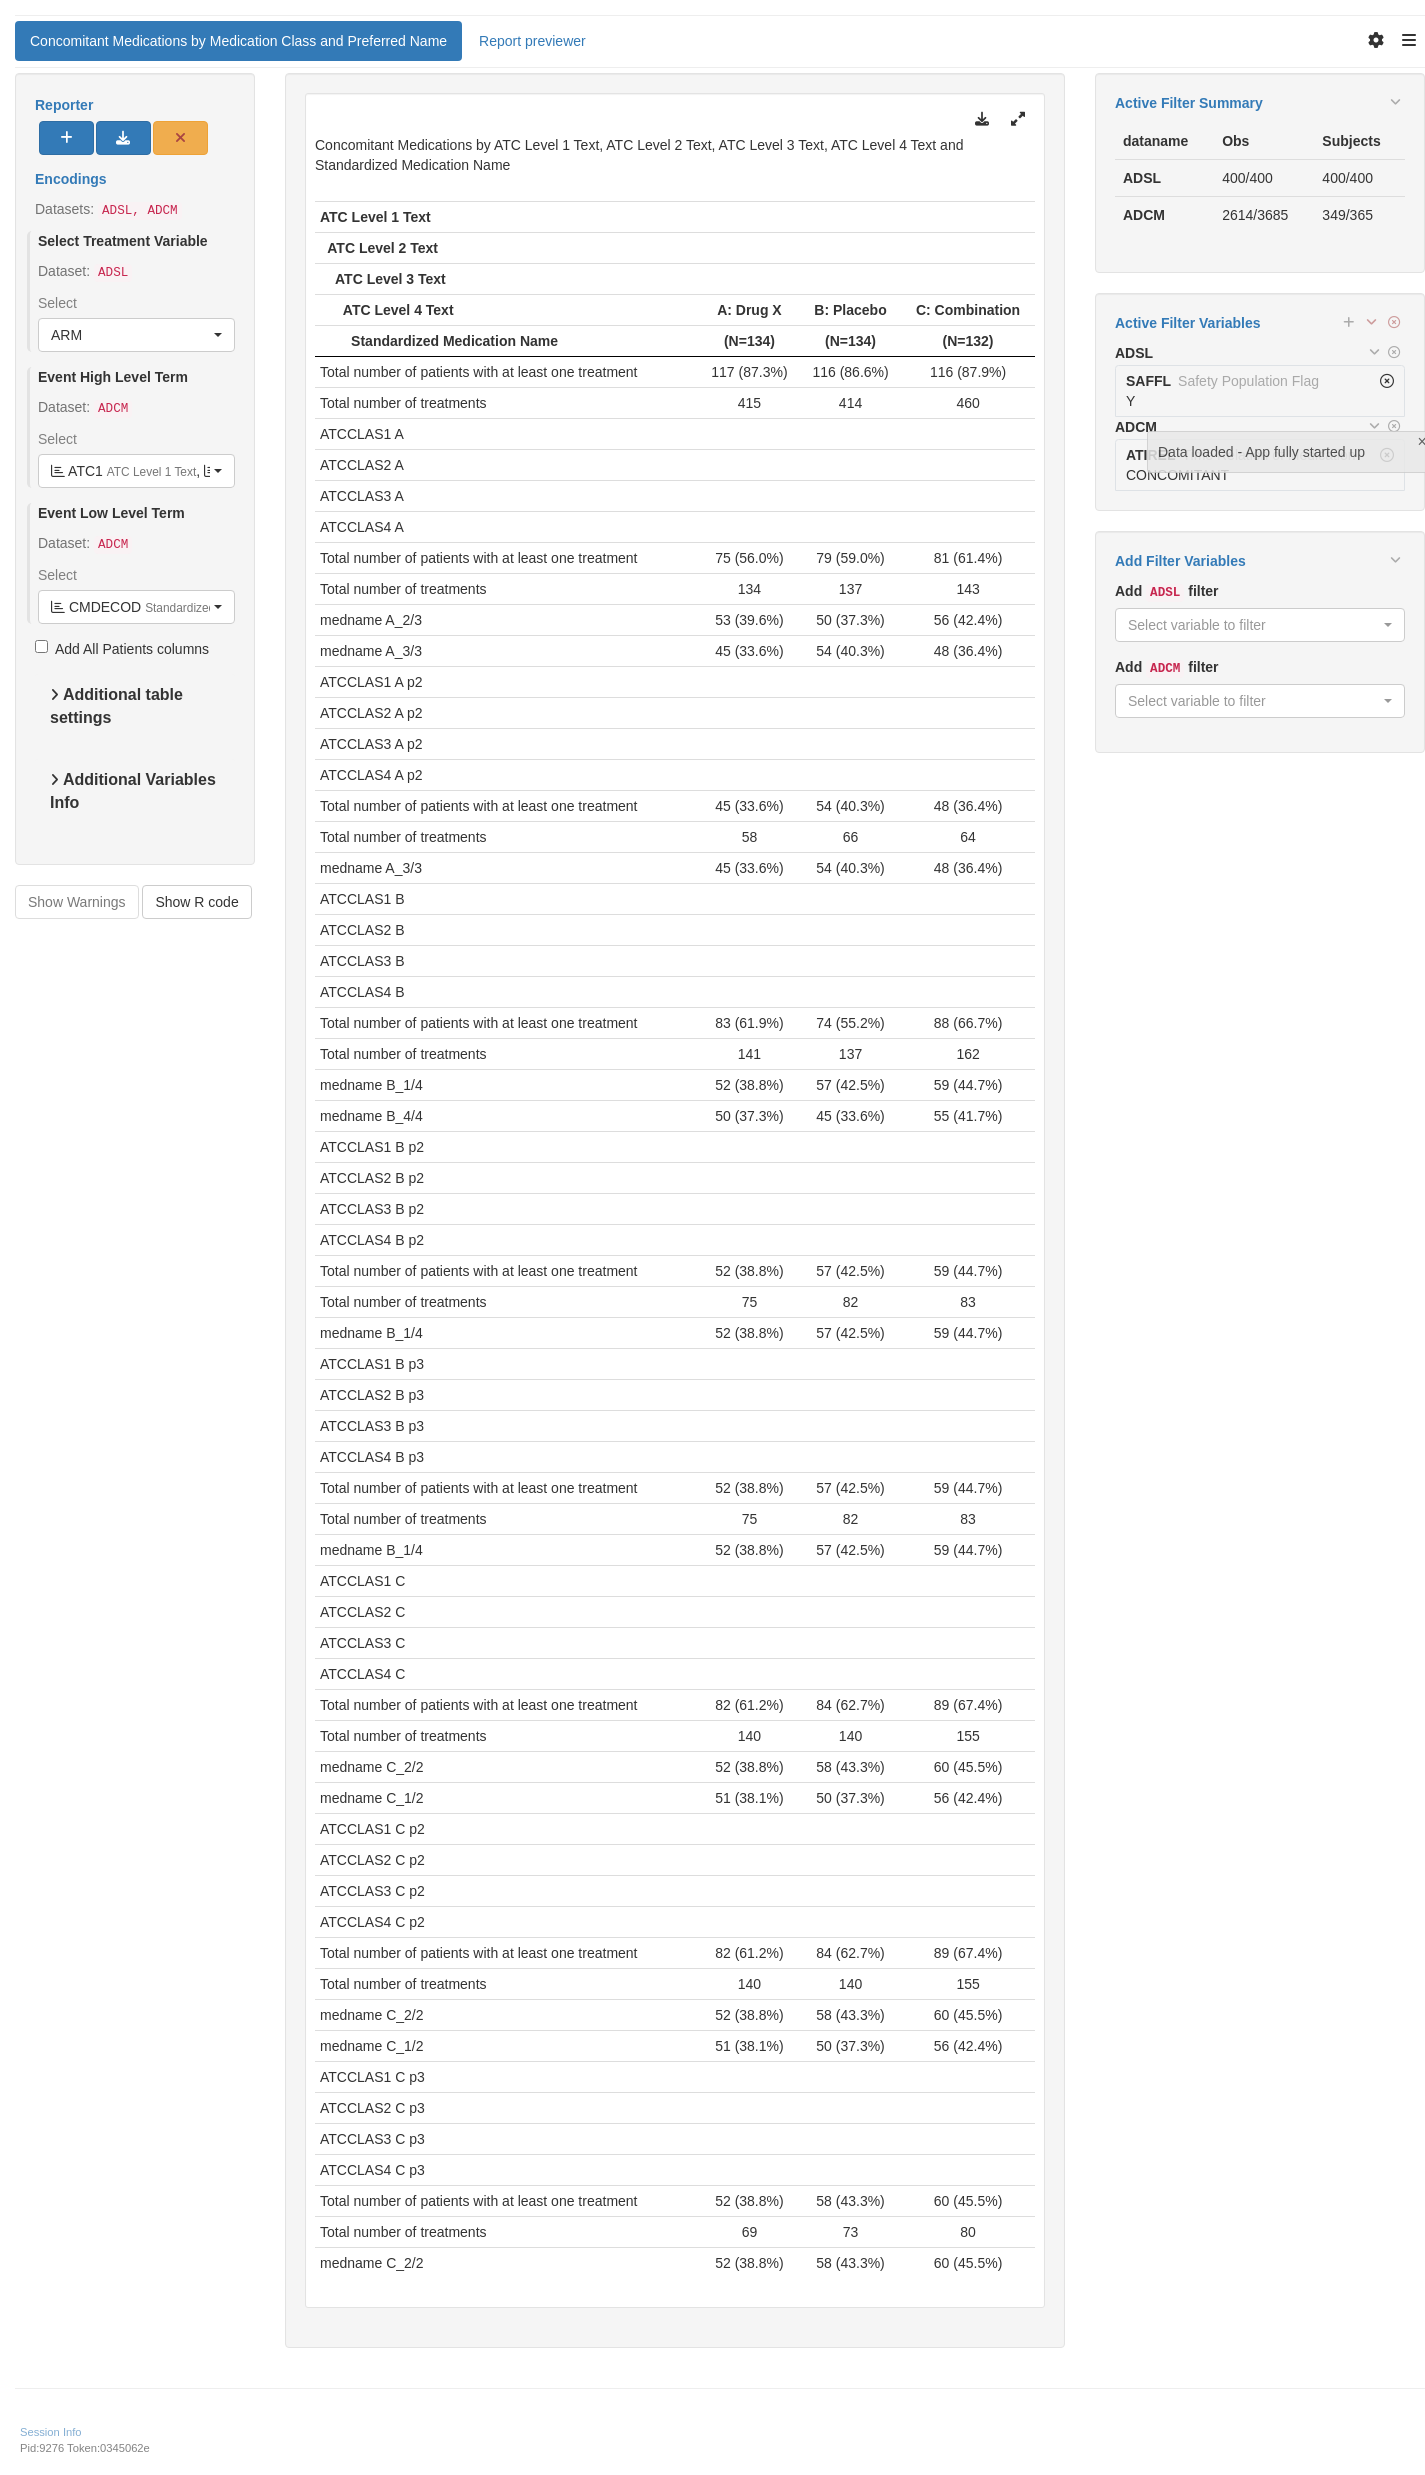 Concomitant Medications by Medication Class and Preferred Name Report previewer
Reporter
Encodings
Datasets: ADSL, ADCM
Select Treatment Variable
Dataset: ADSL
Select
ARM
Event High Level Term
Dataset: ADCM
Select
ATC1 ATC Level 1 Text,
Event Low Level Term
Dataset: ADCM
Select
CMDECOD Standardized
Add All Patients columns
Additional table
settings
Additional Variables
Info
Show Warnings Show R code
Concomitant Medications by ATC Level 1 Text, ATC Level 2 Text, ATC Level 3 Text, ATC Level 4 Text and
Standardized Medication Name
ATC Level 1 Text
ATC Level 2 Text
ATC Level 3 Text
ATC Level 4 Text A: Drug X B: Placebo C: Combination
Standardized Medication Name (N=134) (N=134) (N=132)
Total number of patients with at least one treatment 117 (87.3%) 116 (86.6%) 116 (87.9%)
Total number of treatments 415 414 460
ATCCLAS1 A
ATCCLAS2 A
ATCCLAS3 A
ATCCLAS4 A
Total number of patients with at least one treatment 75 (56.0%) 79 (59.0%) 81 (61.4%)
Total number of treatments 134 137 143
medname A_2/3 53 (39.6%) 50 (37.3%) 56 (42.4%)
medname A_3/3 45 (33.6%) 54 (40.3%) 48 (36.4%)
ATCCLAS1 A p2
ATCCLAS2 A p2
ATCCLAS3 A p2
ATCCLAS4 A p2
Total number of patients with at least one treatment 45 (33.6%) 54 (40.3%) 48 (36.4%)
Total number of treatments 58 66 64
medname A_3/3 45 (33.6%) 54 (40.3%) 48 (36.4%)
ATCCLAS1 B
ATCCLAS2 B
ATCCLAS3 B
ATCCLAS4 B
Total number of patients with at least one treatment 83 (61.9%) 74 (55.2%) 88 (66.7%)
Total number of treatments 141 137 162
medname B_1/4 52 (38.8%) 57 (42.5%) 59 (44.7%)
medname B_4/4 50 (37.3%) 45 (33.6%) 55 (41.7%)
ATCCLAS1 B p2
ATCCLAS2 B p2
ATCCLAS3 B p2
ATCCLAS4 B p2
Total number of patients with at least one treatment 52 (38.8%) 57 (42.5%) 59 (44.7%)
Total number of treatments 75 82 83
medname B_1/4 52 (38.8%) 57 (42.5%) 59 (44.7%)
ATCCLAS1 B p3
ATCCLAS2 B p3
ATCCLAS3 B p3
ATCCLAS4 B p3
Total number of patients with at least one treatment 52 (38.8%) 57 (42.5%) 59 (44.7%)
Total number of treatments 75 82 83
medname B_1/4 52 (38.8%) 57 (42.5%) 59 (44.7%)
ATCCLAS1 C
ATCCLAS2 C
ATCCLAS3 C
ATCCLAS4 C
Total number of patients with at least one treatment 82 (61.2%) 84 (62.7%) 89 (67.4%)
Total number of treatments 140 140 155
medname C_2/2 52 (38.8%) 58 (43.3%) 60 (45.5%)
medname C_1/2 51 (38.1%) 50 (37.3%) 56 (42.4%)
ATCCLAS1 C p2
ATCCLAS2 C p2
ATCCLAS3 C p2
ATCCLAS4 C p2
Total number of patients with at least one treatment 82 (61.2%) 84 (62.7%) 89 (67.4%)
Total number of treatments 140 140 155
medname C_2/2 52 (38.8%) 58 (43.3%) 60 (45.5%)
medname C_1/2 51 (38.1%) 50 (37.3%) 56 (42.4%)
ATCCLAS1 C p3
ATCCLAS2 C p3
ATCCLAS3 C p3
ATCCLAS4 C p3
Total number of patients with at least one treatment 52 (38.8%) 58 (43.3%) 60 (45.5%)
Total number of treatments 69 73 80
medname C_2/2 52 (38.8%) 58 (43.3%) 60 (45.5%)
Active Filter Summary
dataname Obs Subjects
ADSL 400/400 400/400
ADCM 2614/3685 349/365
Active Filter Variables
ADSL
SAFFL Safety Population Flag
Y
ADCM
Data loaded - App fully started up
CONCOMITANT
Add Filter Variables
Add ADSL filter
Select variable to filter
Add ADCM filter
Select variable to filter
Session Info
Pid:9276 Token:0345062e